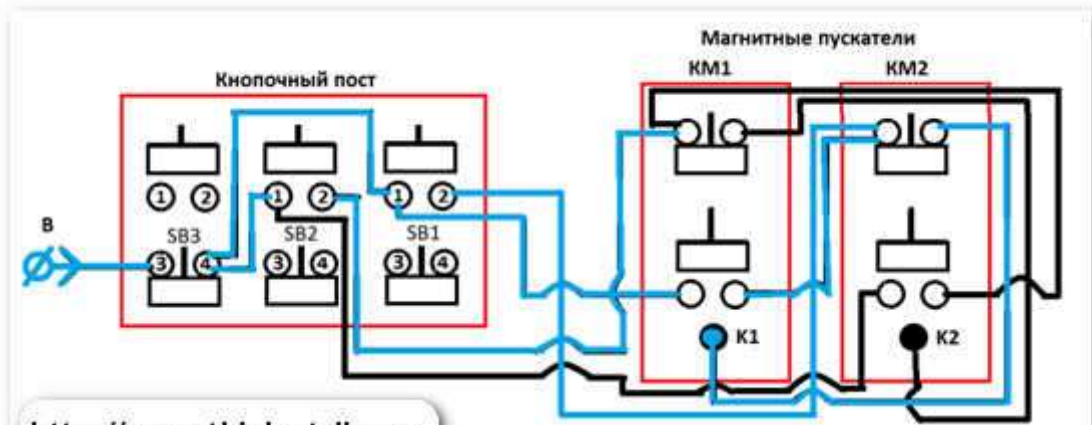 Магнитные пускатели
КМ1 КМ2
Кнопочный пост
1 2 1 2 1 2
В
SB3 SB2 SB1
3 4 3 4 3 4
К1 К2